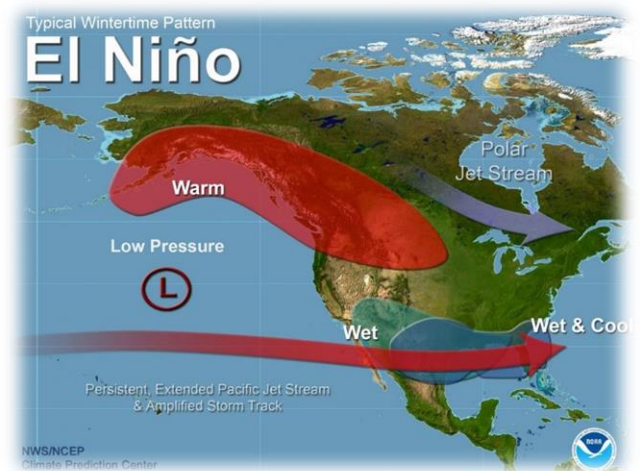 Typical Wintertime Pattern
El Niño
Polar
Jet Stream
Warm
Low Pressure
L
Wet
Wet & Cool
Persistent, Extended Pacific Jet Stream
& Amplified Storm Track
NWS/NCEP
Climate Prediction Center
NOAA